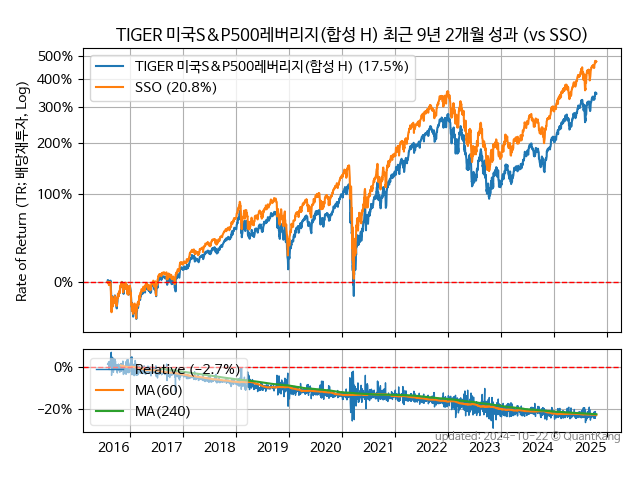 TIGER 미국S&P500레버리지(합성 H) 최근 9년 2개월 성과 (vs SSO)
Rate of Return (TR: 배당재투자, Log)
500%
400%
300%
200%
100%
0%
TIGER 미국S&P500레버리지(합성 H) (17.5%)
SSO (20.8%)
0%
−20%
Relative (−2.7%)
MA(60)
MA(240)
2016 2017 2018 2019 2020 2021 2022 2023 2024 2025
updated: 2024-10-22 © QuantKang